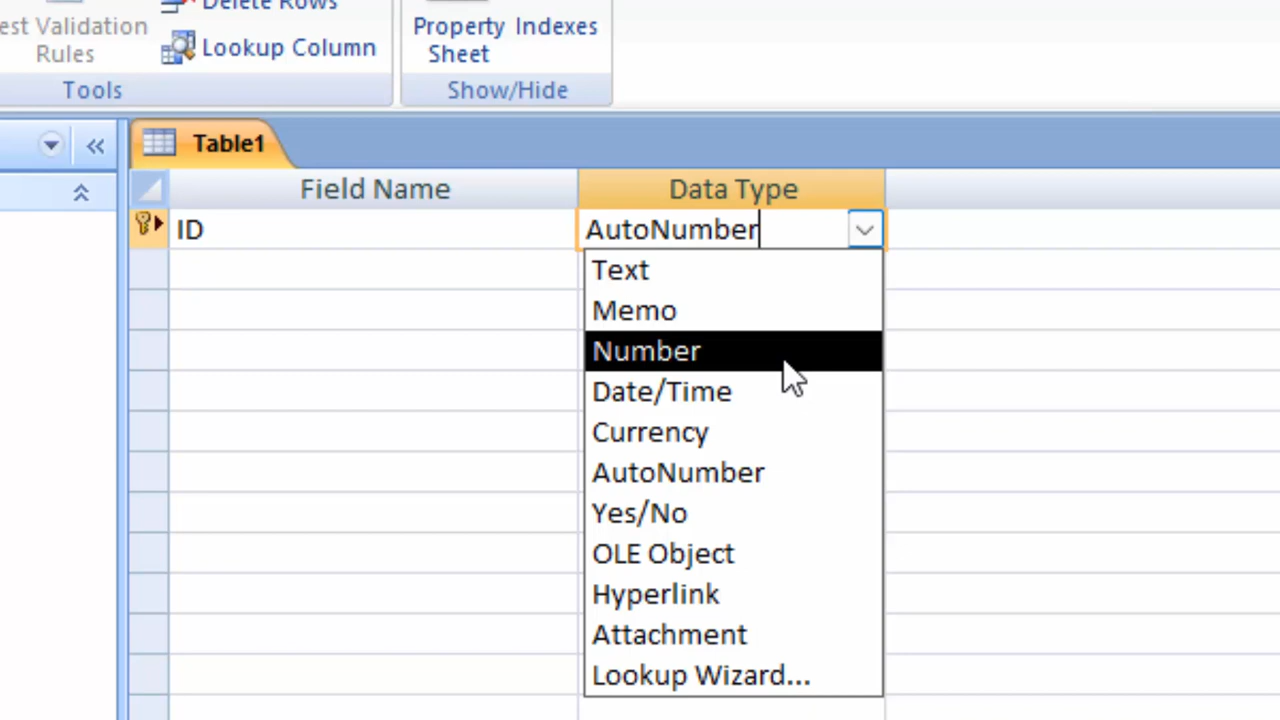 Delete Rows
est Validation
Rules
Lookup Column
Property
Sheet
Indexes
Tools
Show/Hide
Table1
Field Name
Data Type
ID
AutoNumber
Text
Memo
Number
Date/Time
Currency
AutoNumber
Yes/No
OLE Object
Hyperlink
Attachment
Lookup Wizard...